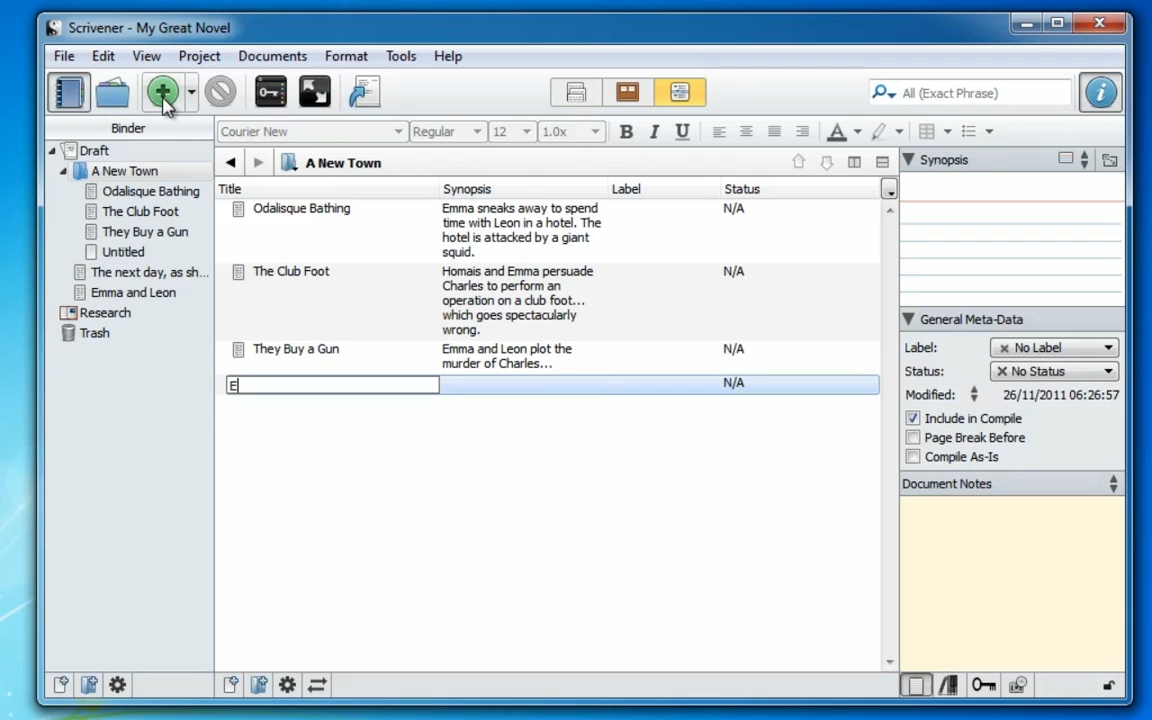 Scrivener - My Great Novel
File Edit View Project Documents Format Tools Help
All (Exact Phrase)
Binder
Courier New Regular 12 1.0x B I U A
Draft
A New Town
Odalisque Bathing
The Club Foot
They Buy a Gun
Untitled
The next day, as sh...
Emma and Leon
Research
Trash
A New Town
Title Synopsis Label Status
Odalisque Bathing
Emma sneaks away to spend
time with Leon in a hotel. The
hotel is attacked by a giant
squid.
N/A
The Club Foot
Homais and Emma persuade
Charles to perform an
operation on a club foot...
which goes spectacularly
wrong.
N/A
They Buy a Gun
Emma and Leon plot the
murder of Charles...
N/A
E
N/A
Synopsis
General Meta-Data
Label: No Label
Status: No Status
Modified: 26/11/2011 06:26:57
Include in Compile
Page Break Before
Compile As-Is
Document Notes